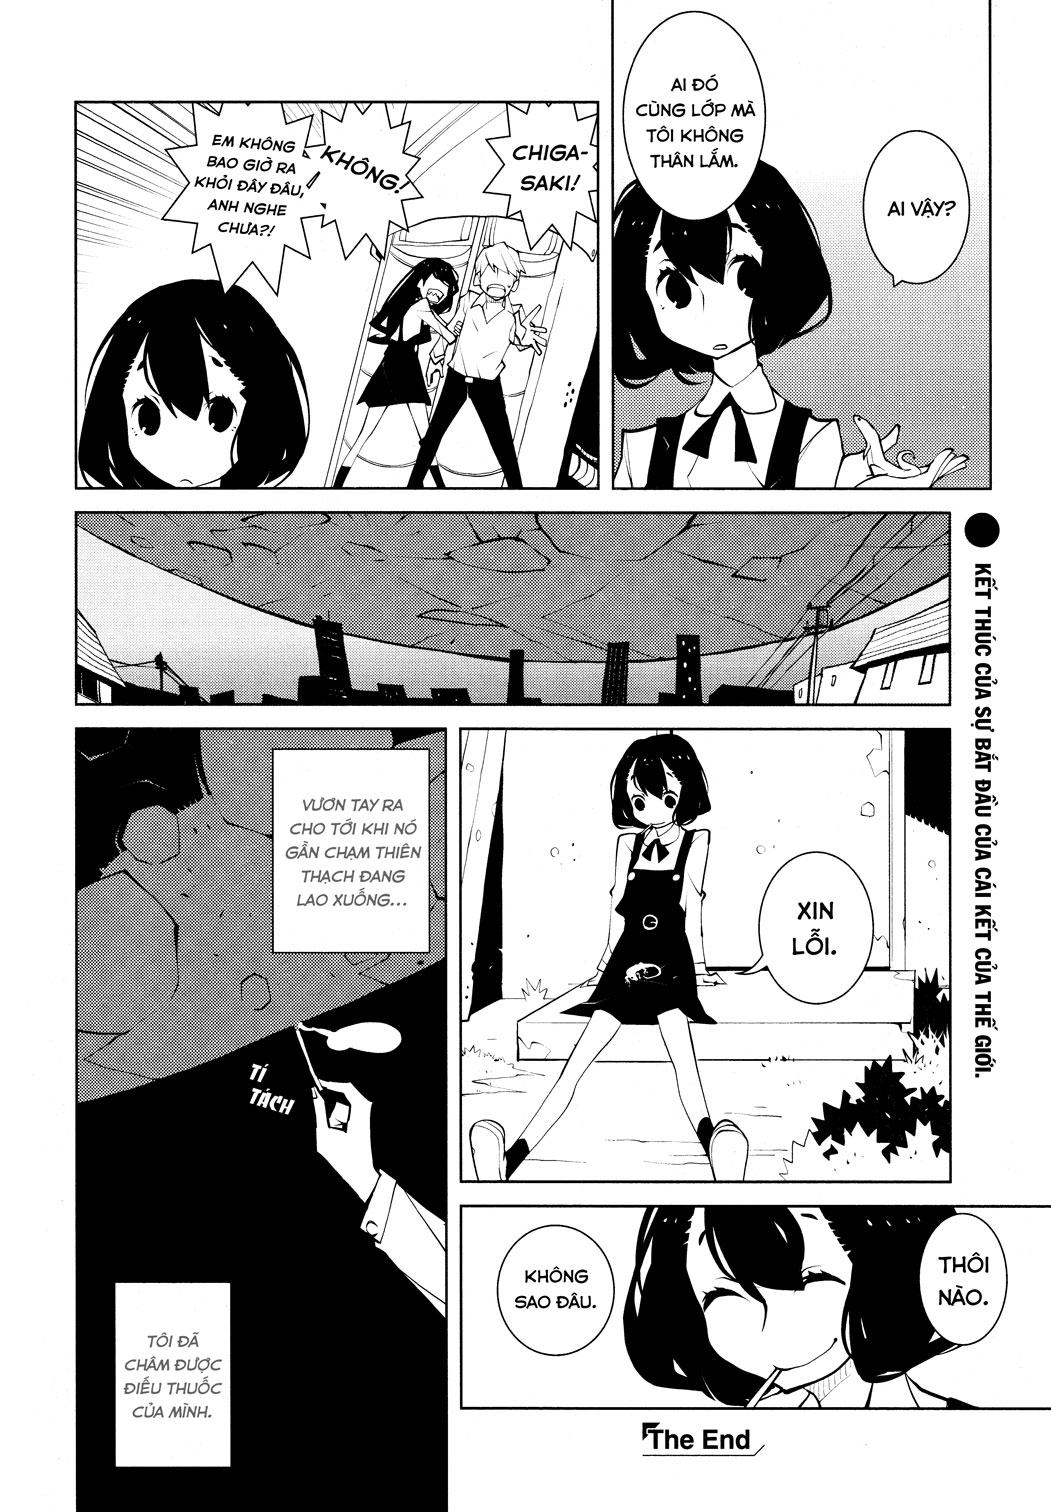 AI VẬY?
AI ĐÓ
CÙNG LỚP MÀ
TÔI KHÔNG
THÂN LẮM.
CHIGA-
SAKI!
KHÔNG!
EM KHÔNG
BAO GIỜ RA
KHỎI ĐÂY ĐÂU,
ANH NGHE
CHƯA?!
KẾT THÚC CỦA SỰ BẮT ĐẦU CỦA CÁI KẾT CỦA THẾ GIỚI.
XIN
LỖI.
THÔI
NÀO.
KHÔNG
SAO ĐÂU.
VƯƠN TAY RA
CHO TỚI KHI NÓ
GẦN CHẠM THIÊN
THẠCH ĐANG
LAO XUỐNG...
TÍ
TÁCH
TÔI ĐÃ
CHÂM ĐƯỢC
ĐIẾU THUỐC
CỦA MÌNH.
The End